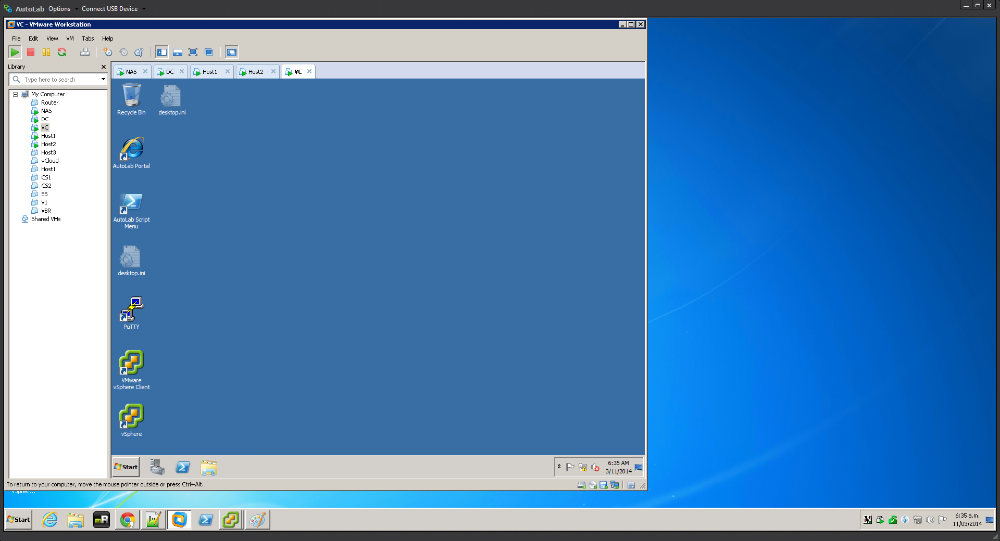 AutoLab Options Connect USB Device
VC - VMware Workstation
File Edit View VM Tabs Help
Library
Type here to search
My Computer
Router
NAS
DC
VC
Host1
Host2
Host3
vCloud
Host1
CS1
CS2
SS
V1
VBR
Shared VMs
NAS DC Host1 Host2 VC
Recycle Bin
desktop.ini
AutoLab Portal
AutoLab Script
Menu
desktop.ini
PuTTY
VMware
vSphere Client
vSphere
Start
6:35 AM
3/11/2014
To return to your computer, move the mouse pointer outside or press Ctrl+Alt.
Start
mR
6:35 a.m.
11/03/2014